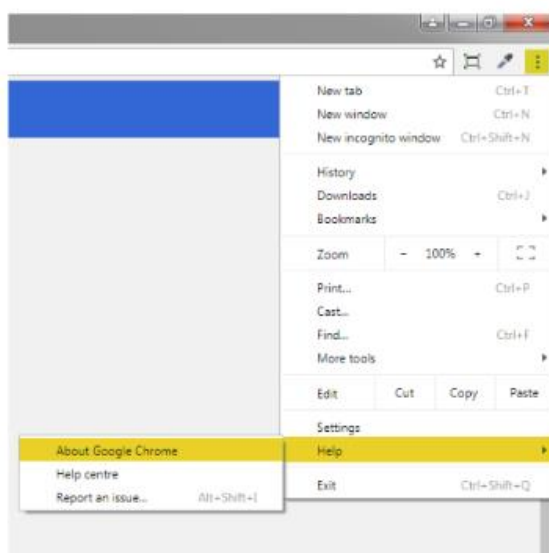 New tab Ctrl+T
New window Ctrl+N
New incognito window Ctrl+Shift+N
History
Downloads Ctrl+J
Bookmarks
Zoom - 100% +
Print... Ctrl+P
Cast...
Find... Ctrl+F
More tools
Edit Cut Copy Paste
Settings
Help
About Google Chrome
Help centre
Report an issue... Alt+Shift+I
Exit Ctrl+Shift+Q